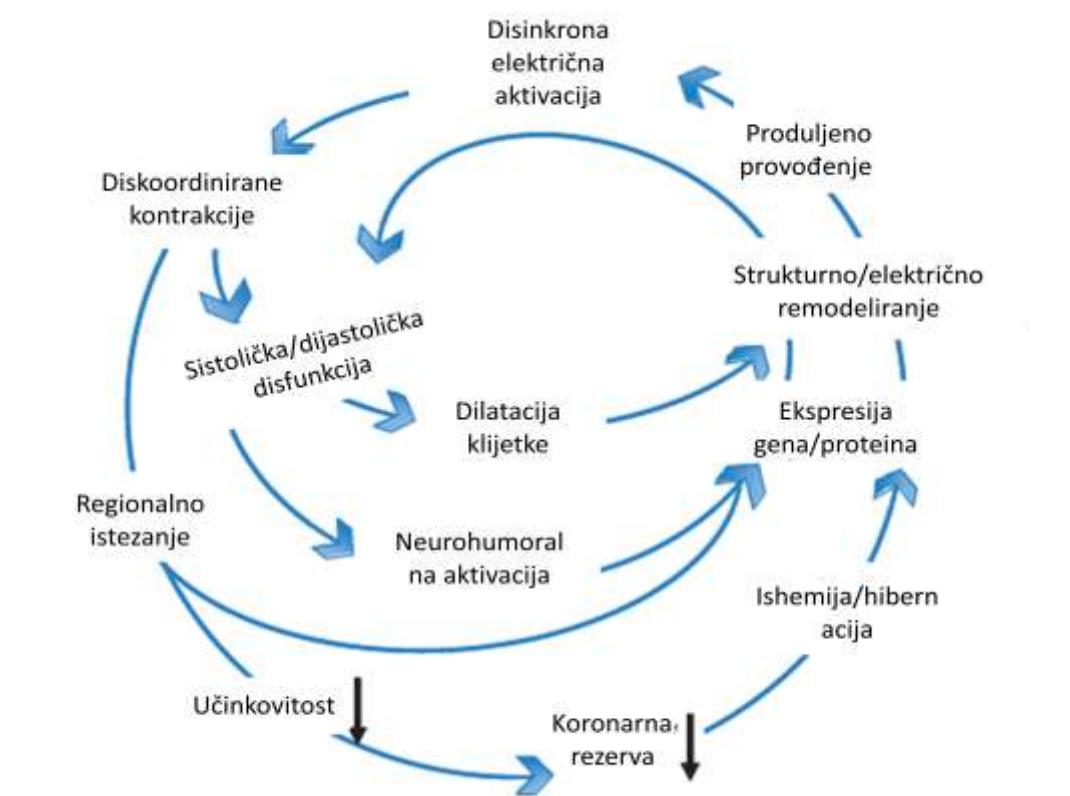 Disinkrona
električna
aktivacija
Produljeno
provođenje
Diskoordinirane
kontrakcije
Strukturno/električno
remodeliranje
Sistolička/dijastolička
disfunkcija
Dilatacija
klijetke
Ekspresija
gena/proteina
Regionalno
istezanje
Neurohumoral
na aktivacija
Ishemija/hibern
acija
Učinkovitost
Koronarna
rezerva